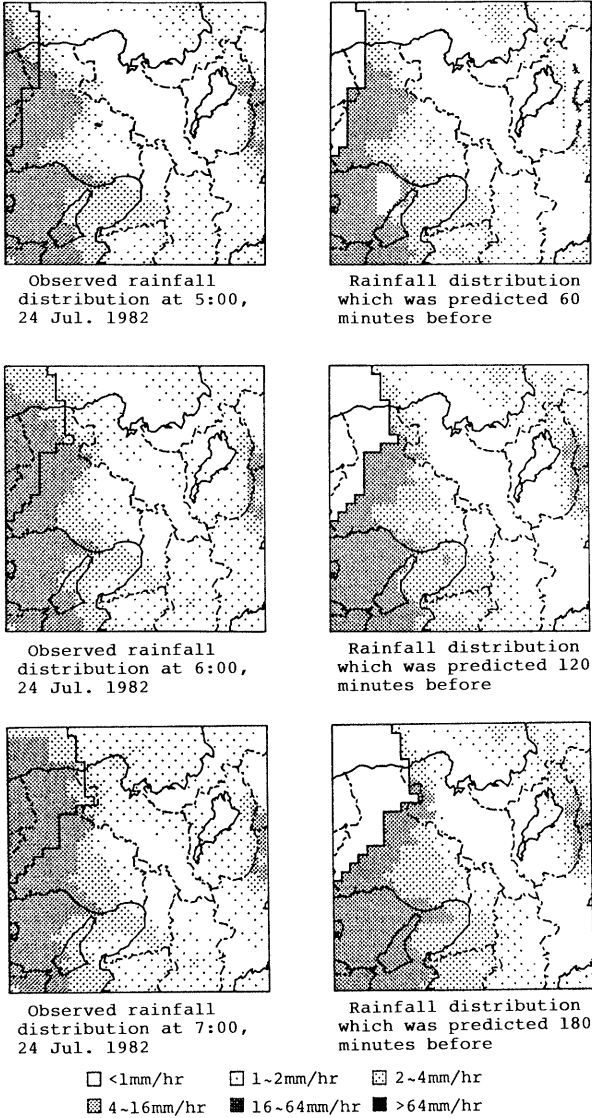 Observed rainfall
distribution at 5:00,
24 Jul. 1982
Rainfall distribution
which was predicted 60
minutes before
Observed rainfall
distribution at 6:00,
24 Jul. 1982
Rainfall distribution
which was predicted 120
minutes before
Observed rainfall
distribution at 7:00,
24 Jul. 1982
Rainfall distribution
which was predicted 180
minutes before
<1mm/hr 1~2mm/hr 2~4mm/hr
4~16mm/hr 16~64mm/hr >64mm/hr